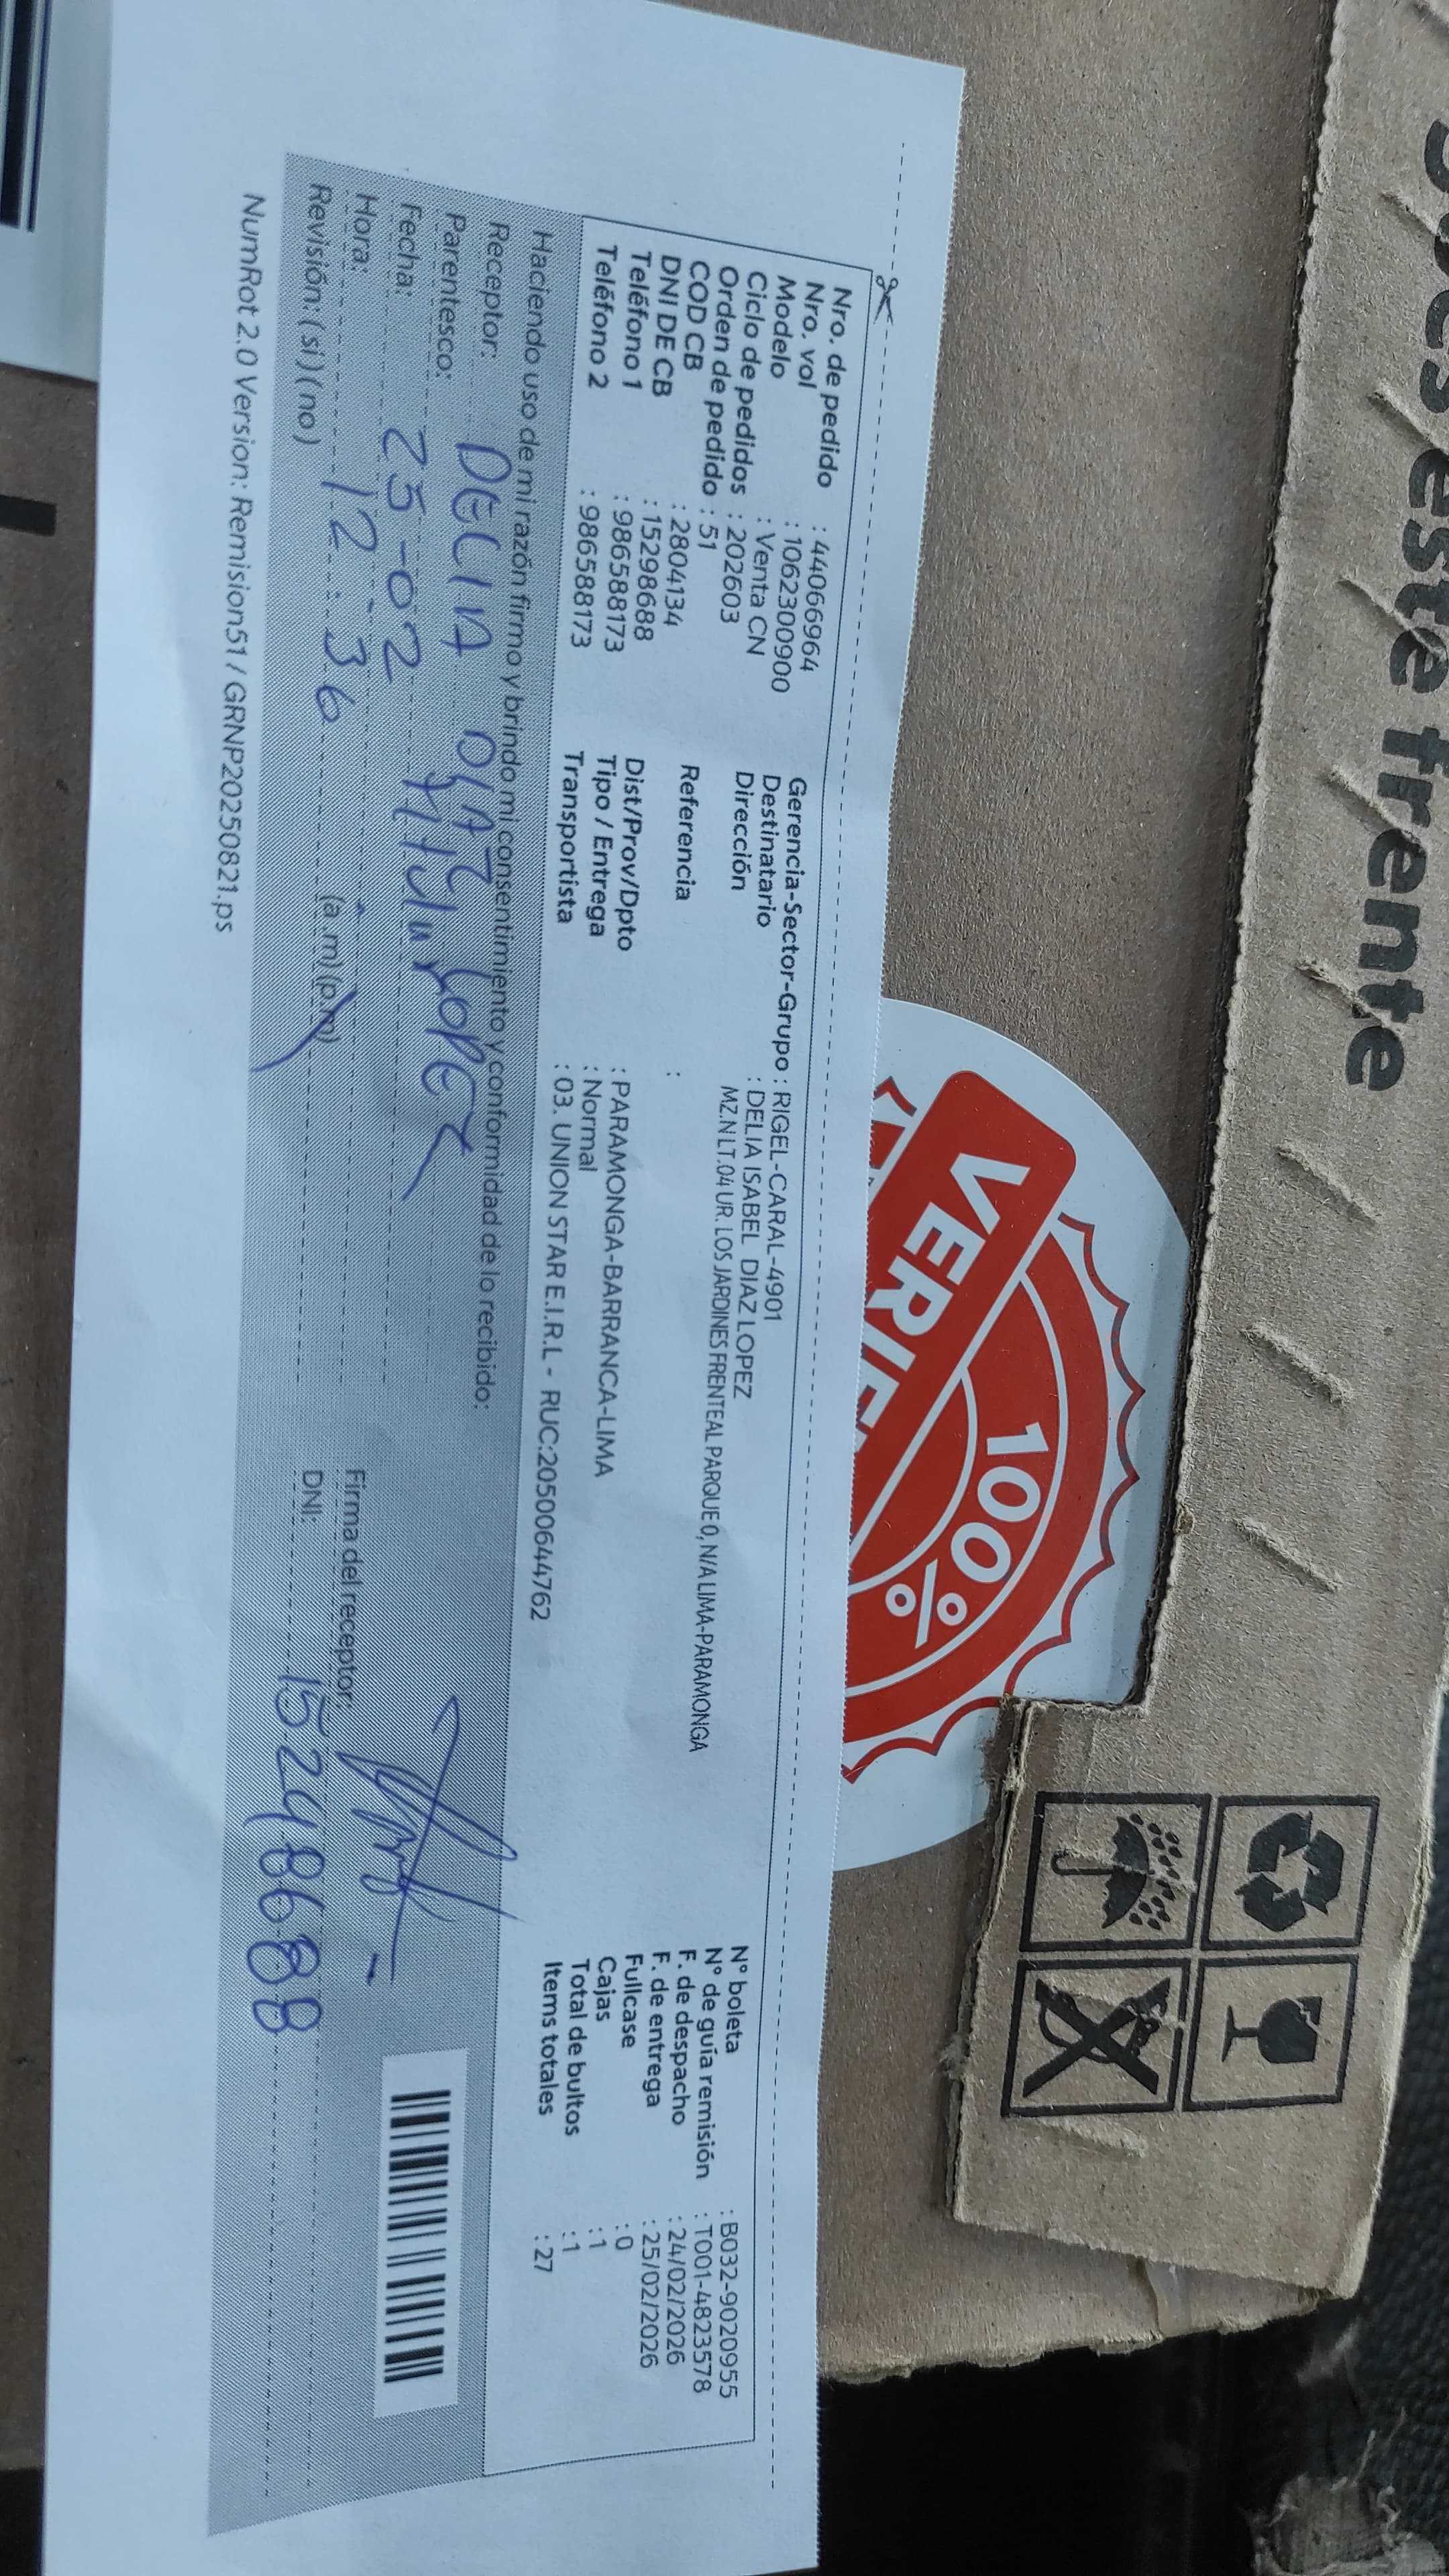 este frente
VERIF
100%
Nro. de pedido : 44066964
Nro. vol : 1062300900
Modelo : Venta CN
Ciclo de pedidos : 202603
Orden de pedido : 51
COD CB : 2804134
DNI DE CB : 15298688
Teléfono 1 : 986588173
Teléfono 2 : 986588173
Gerencia-Sector-Grupo : RIGEL-CARAL-4901
Destinatario : DELIA ISABEL DIAZ LOPEZ
Dirección MZ.N LT.04 UR. LOS JARDINES FRENTE AL PARQUE 0, N/A LIMA-PARAMONGA
Referencia :
Dist/Prov/Dpto : PARAMONGA-BARRANCA-LIMA
Tipo / Entrega : Normal
Transportista : 03. UNION STAR E.I.R.L - RUC:20500644762
N° boleta : B032-9020955
N° de guía remisión : T001-4823578
F. de despacho : 24/02/2026
F. de entrega : 25/02/2026
Fullcase : 0
Cajas : 1
Total de bultos : 1
Items totales : 27
Haciendo uso de mi razón firmo y brindo mi consentimiento y conformidad de lo recibido:
Receptor: DELIA DIAZ LOPEZ
Parentesco: Titular
Fecha: 25-02
Hora: 12:36 (a.m) (p.m)
Revisión: (si) (no)
Firma del receptor:
DNI: 15298688
NumRot 2.0 Version: Remision51 / GRNP20250821.ps